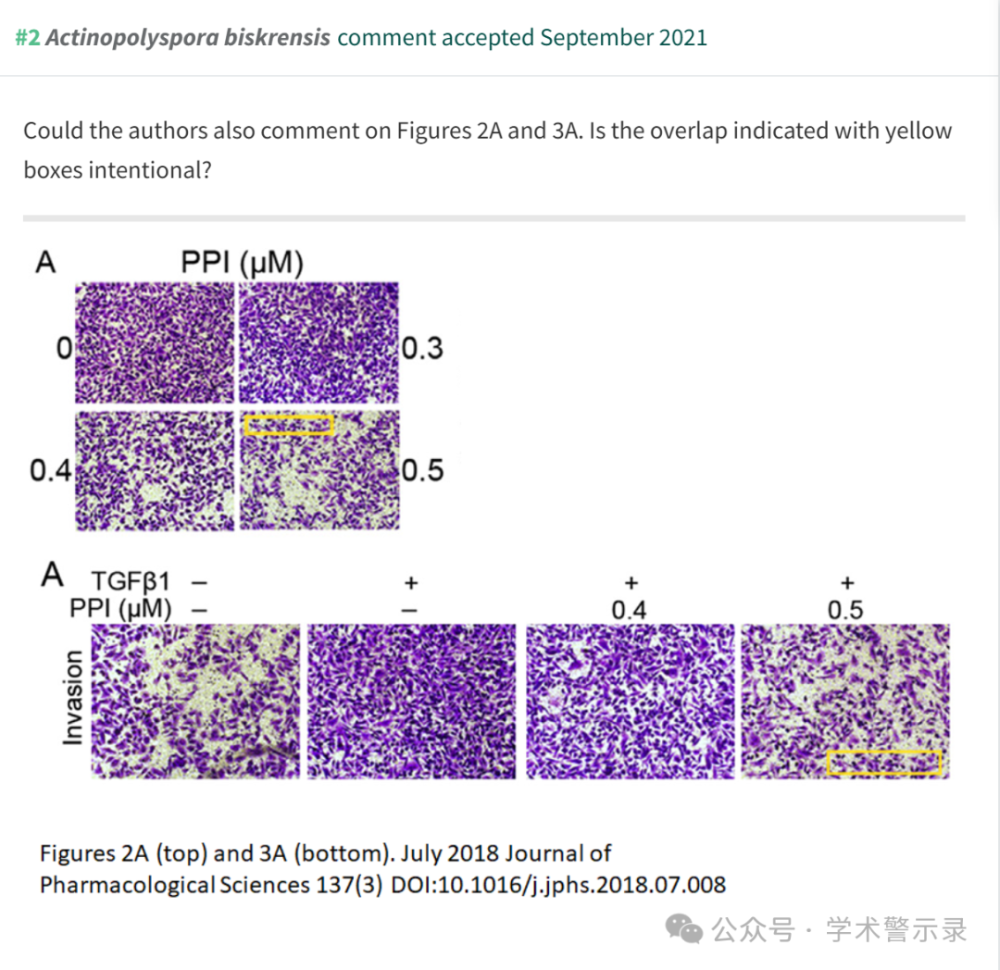 #2 Actinopolyspora biskrensis comment accepted September 2021
Could the authors also comment on Figures 2A and 3A. Is the overlap indicated with yellow
boxes intentional?
A PPI (μM)
0 0.3
0.4 0.5
A TGFβ1 – + + +
PPI (μM) – – 0.4 0.5
Invasion
Figures 2A (top) and 3A (bottom). July 2018 Journal of
Pharmacological Sciences 137(3) DOI:10.1016/j.jphs.2018.07.008
公众号 · 学术警示录